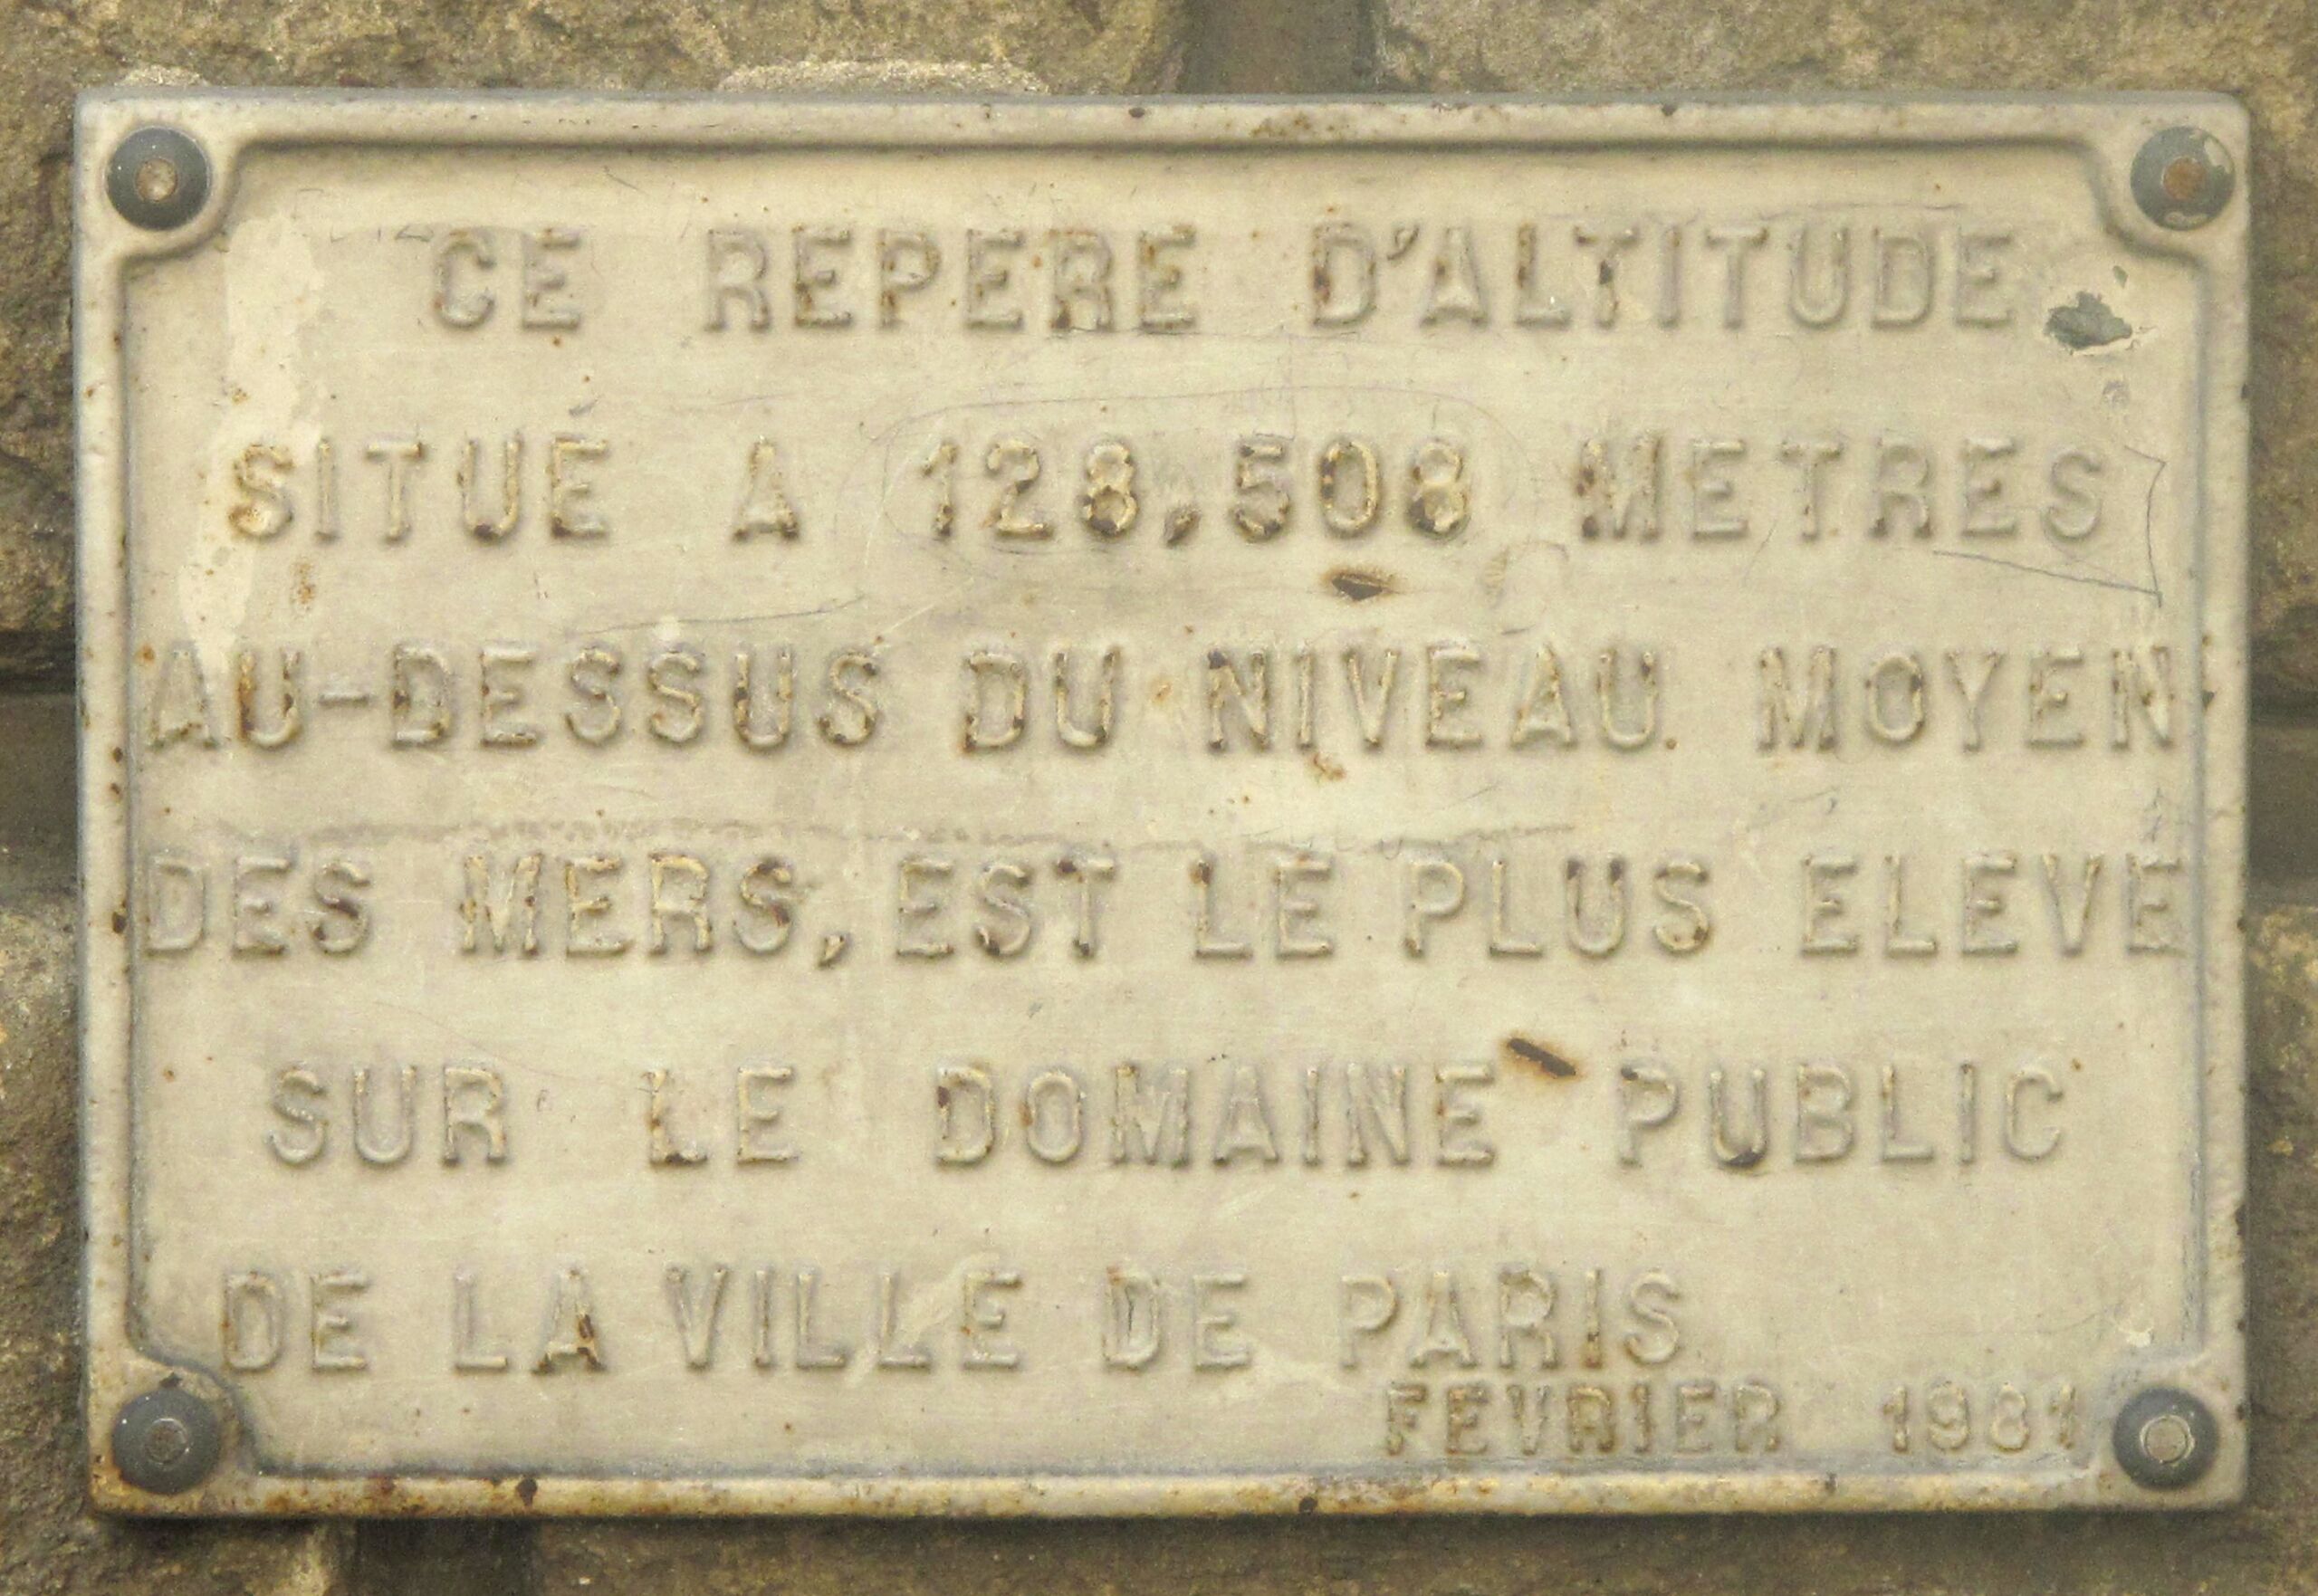 CE REPERE D'ALTITUDE
SITUÉ A 128,508 METRES
AU-DESSUS DU NIVEAU MOYEN
DES MERS, EST LE PLUS ELEVE
SUR LE DOMAINE PUBLIC
DE LA VILLE DE PARIS
FEVRIER 1981